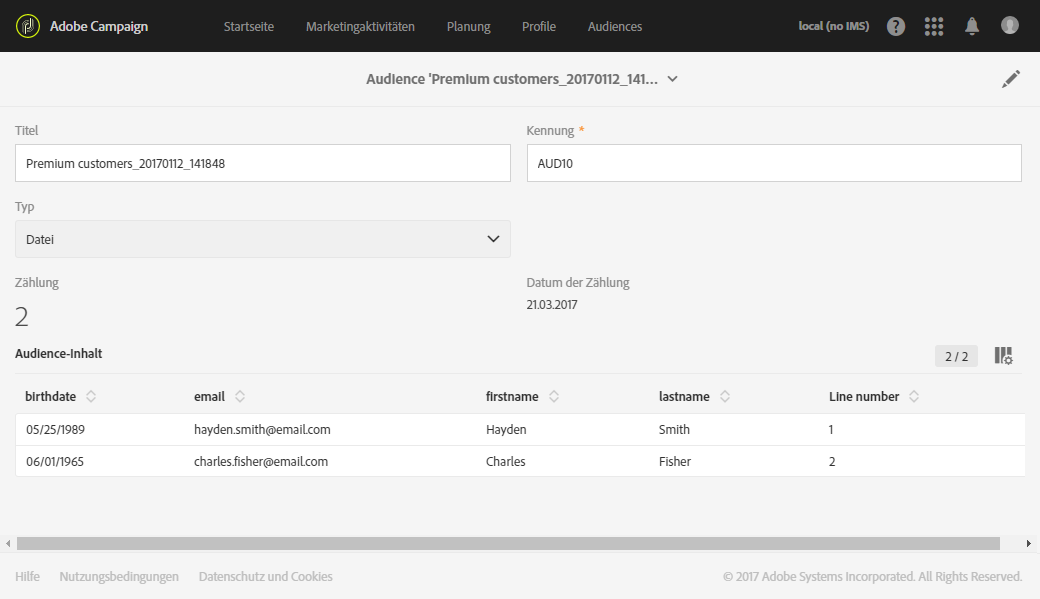 Adobe Campaign Startseite Marketingaktivitäten Planung Profile Audiences local (no IMS)
Audience 'Premium customers_20170112_141...
Titel Kennung *
Premium customers_20170112_141848 AUD10
Typ
Datei
Zählung Datum der Zählung
2 21.03.2017
Audience-Inhalt 2 / 2
birthdate email firstname lastname Line number
05/25/1989 hayden.smith@email.com Hayden Smith 1
06/01/1965 charles.fisher@email.com Charles Fisher 2
Hilfe Nutzungsbedingungen Datenschutz und Cookies © 2017 Adobe Systems Incorporated. All Rights Reserved.